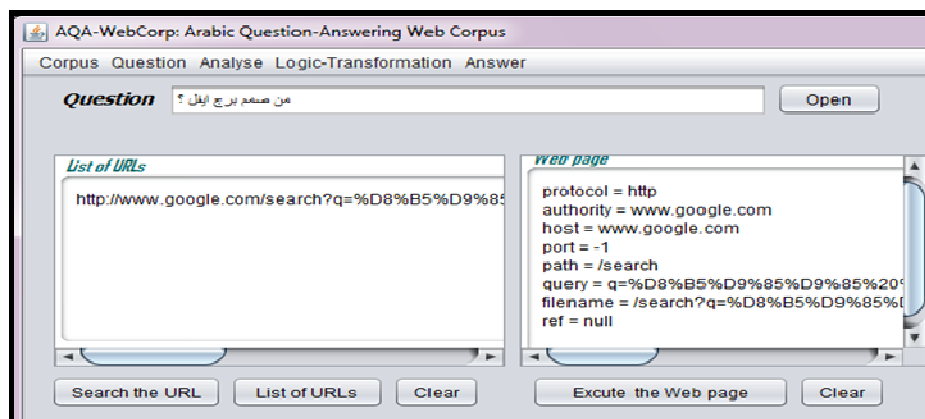 AQA-WebCorp: Arabic Question-Answering Web Corpus
Corpus Question Analyse Logic-Transformation Answer
Question من صمم برج ايفل ؟ Open
List of URLs
http://www.google.com/search?q=%D8%B5%D9%85
Web page
protocol = http
authority = www.google.com
host = www.google.com
port = -1
path = /search
query = q=%D8%B5%D9%85%D9%85%20
filename = /search?q=%D8%B5%D9%85%
ref = null
Search the URL List of URLs Clear
Excute the Web page Clear